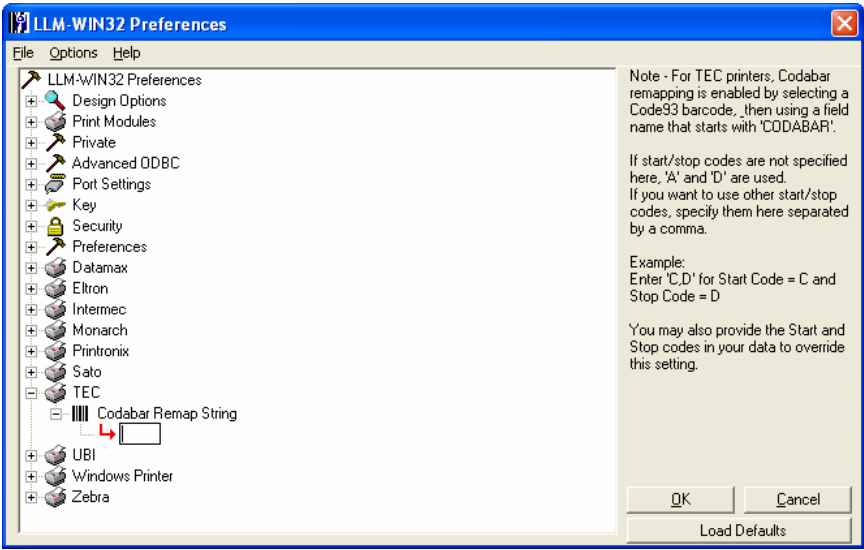 LLM-WIN32 Preferences
File Options Help
LLM-WIN32 Preferences
Design Options
Print Modules
Private
Advanced ODBC
Port Settings
Key
Security
Preferences
Datamax
Eltron
Intermec
Monarch
Printronix
Sato
TEC
Codabar Remap String
UBI
Windows Printer
Zebra
Note - For TEC printers, Codabar
remapping is enabled by selecting a
Code93 barcode, _then using a field
name that starts with 'CODABAR'.
If start/stop codes are not specified
here, 'A' and 'D' are used.
If you want to use other start/stop
codes, specify them here separated
by a comma.
Example:
Enter 'C,D' for Start Code = C and
Stop Code = D
You may also provide the Start and
Stop codes in your data to override
this setting.
OK Cancel
Load Defaults